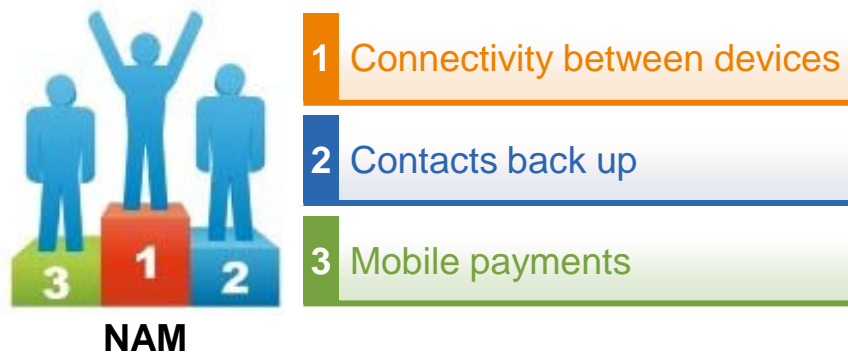 1 Connectivity between devices
2 Contacts back up
3 Mobile payments
3 1 2
NAM